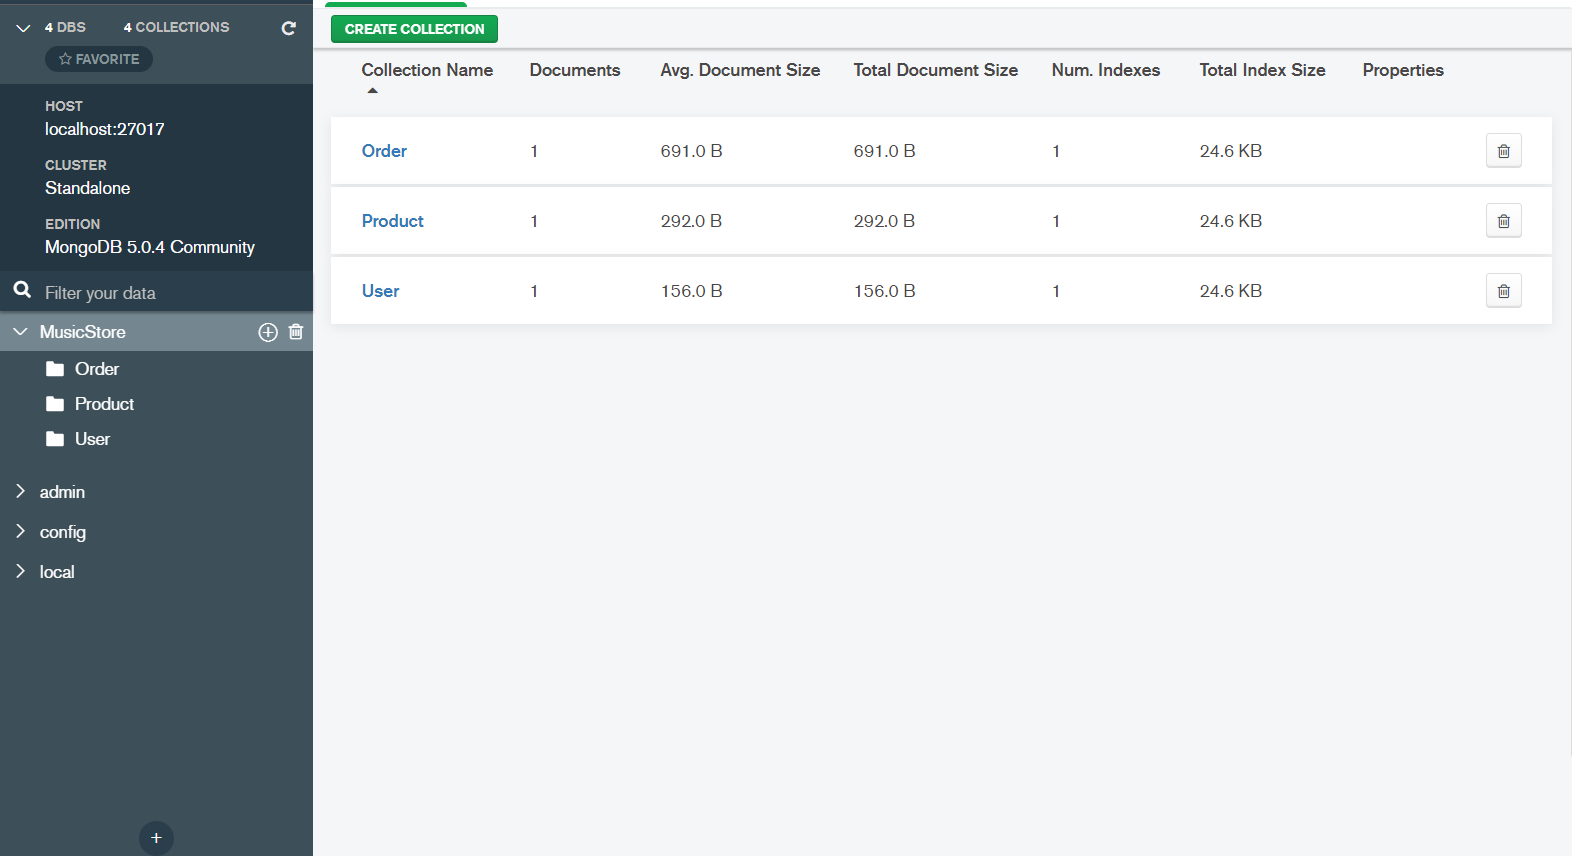 4 DBS 4 COLLECTIONS
FAVORITE
HOST
localhost:27017
CLUSTER
Standalone
EDITION
MongoDB 5.0.4 Community
Filter your data
MusicStore
Order
Product
User
admin
config
local
CREATE COLLECTION
Collection Name Documents Avg. Document Size Total Document Size Num. Indexes Total Index Size Properties
Order 1 691.0 B 691.0 B 1 24.6 KB
Product 1 292.0 B 292.0 B 1 24.6 KB
User 1 156.0 B 156.0 B 1 24.6 KB